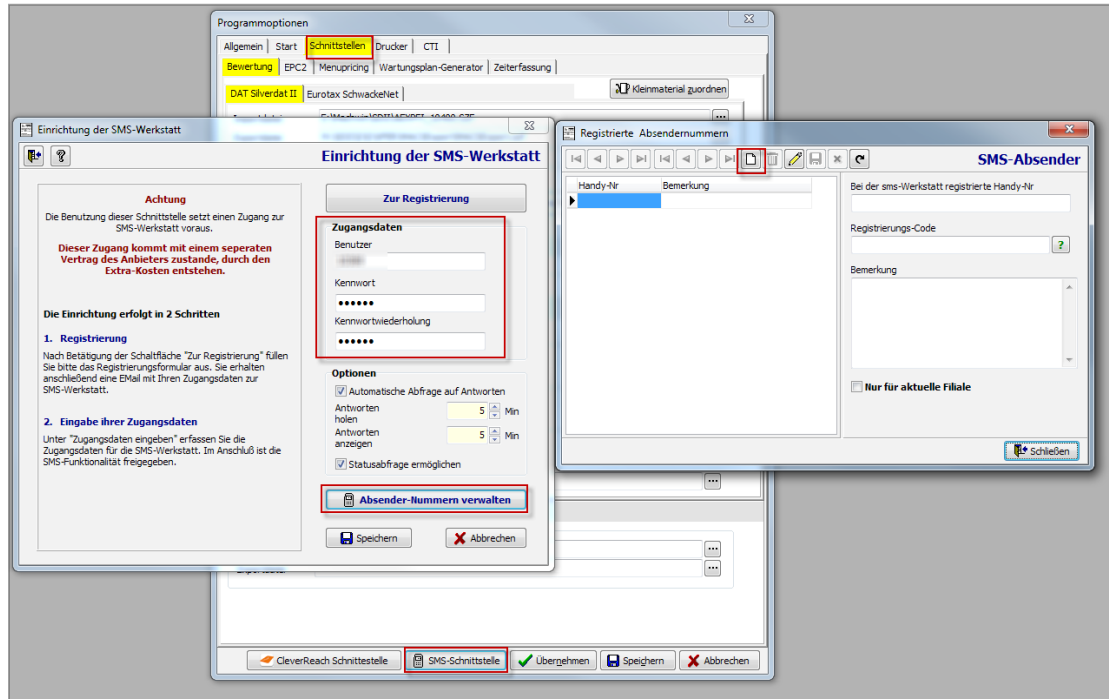 Programmoptionen
Allgemein Start Schnittstellen Drucker CTI
Bewertung EPC2 Menupricing Wartungsplan-Generator Zeiterfassung
DAT Silverdat II Eurotax SchwackeNet
Kleinmaterial zuordnen
Einrichtung der SMS-Werkstatt
Einrichtung der SMS-Werkstatt
Achtung
Die Benutzung dieser Schnittstelle setzt einen Zugang zur
SMS-Werkstatt voraus.
Dieser Zugang kommt mit einem seperaten
Vertrag des Anbieters zustande, durch den
Extra-Kosten entstehen.
Die Einrichtung erfolgt in 2 Schritten
1. Registrierung
Nach Betätigung der Schaltfläche "Zur Registrierung" füllen
Sie bitte das Registrierungsformular aus. Sie erhalten
anschließend eine EMail mit Ihren Zugangsdaten zur
SMS-Werkstatt.
2. Eingabe ihrer Zugangsdaten
Unter "Zugangsdaten eingeben" erfassen Sie die
Zugangsdaten für die SMS-Werkstatt. Im Anschluß ist die
SMS-Funktionalität freigegeben.
Zur Registrierung
Zugangsdaten
Benutzer
Kennwort
••••••
Kennwortwiederholung
••••••
Optionen
Automatische Abfrage auf Antworten
Antworten holen 5 Min
Antworten anzeigen 5 Min
Statusabfrage ermöglichen
Absender-Nummern verwalten
Speichern Abbrechen
Registrierte Absendernummern
SMS-Absender
Handy-Nr Bemerkung
Bei der sms-Werkstatt registrierte Handy-Nr
Registrierungs-Code
?
Bemerkung
Nur für aktuelle Filiale
Schließen
CleverReach Schnittestelle SMS-Schnittstelle Übernehmen Speichern Abbrechen